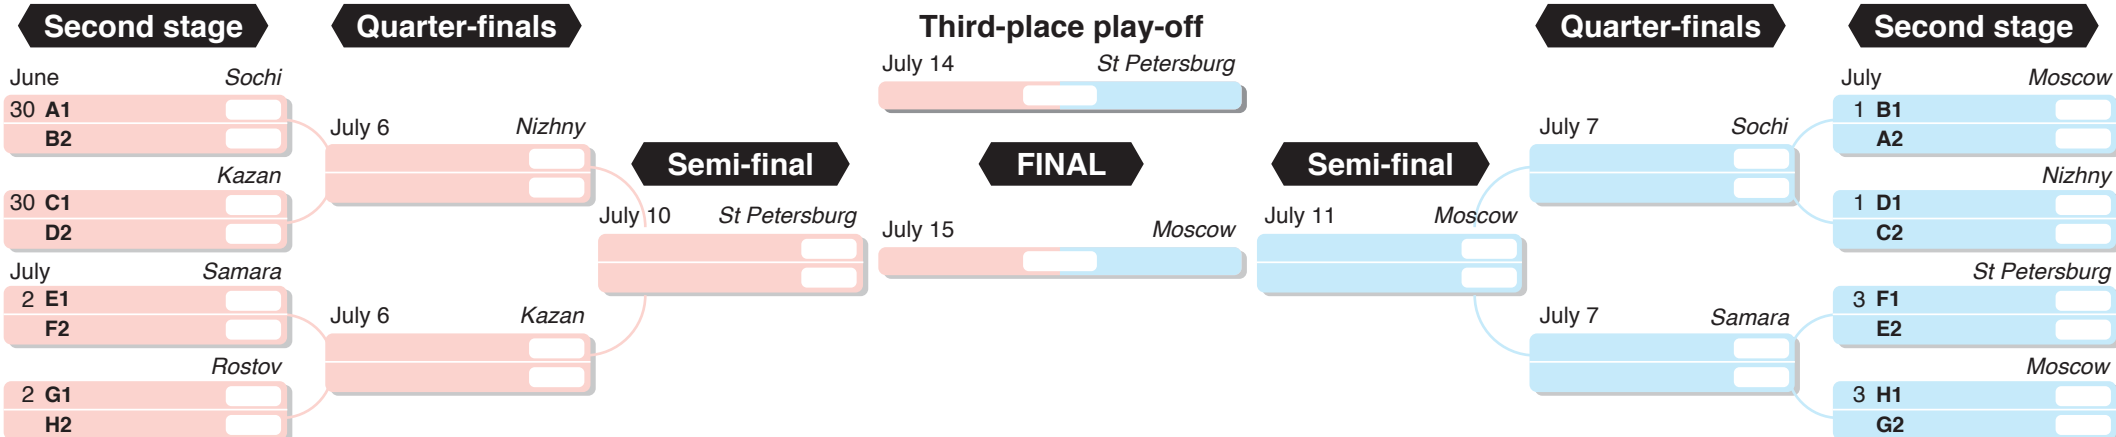 Second stage
June Sochi
30 A1
B2
Kazan
30 C1
D2
July Samara
2 E1
F2
Rostov
2 G1
H2
Quarter-finals
July 6 Nizhny
July 6 Kazan
Semi-final
July 10 St Petersburg
Third-place play-off
July 14 St Petersburg
FINAL
July 15 Moscow
Semi-final
July 11 Moscow
Quarter-finals
July 7 Sochi
July 7 Samara
Second stage
July Moscow
1 B1
A2
Nizhny
1 D1
C2
St Petersburg
3 F1
E2
Moscow
3 H1
G2